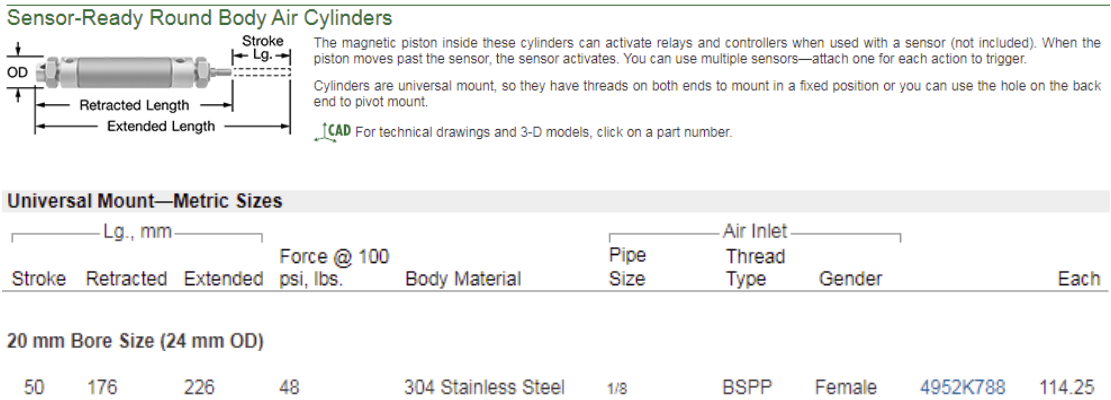 Sensor-Ready Round Body Air Cylinders
Stroke
Lg.
OD
Retracted Length
Extended Length
The magnetic piston inside these cylinders can activate relays and controllers when used with a sensor (not included). When the
piston moves past the sensor, the sensor activates. You can use multiple sensors—attach one for each action to trigger.
Cylinders are universal mount, so they have threads on both ends to mount in a fixed position or you can use the hole on the back
end to pivot mount.
CAD For technical drawings and 3-D models, click on a part number.
Universal Mount—Metric Sizes
Lg., mm Air Inlet
Force @ 100 Pipe Thread
Stroke Retracted Extended psi, lbs. Body Material Size Type Gender Each
20 mm Bore Size (24 mm OD)
50 176 226 48 304 Stainless Steel 1/8 BSPP Female 4952K788 114.25